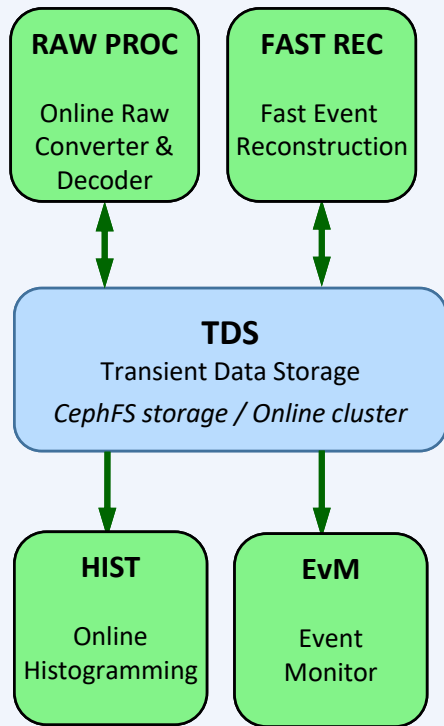 RAW PROC
Online Raw
Converter &
Decoder
FAST REC
Fast Event
Reconstruction
TDS
Transient Data Storage
CephFS storage / Online cluster
HIST
Online
Histogramming
EvM
Event
Monitor